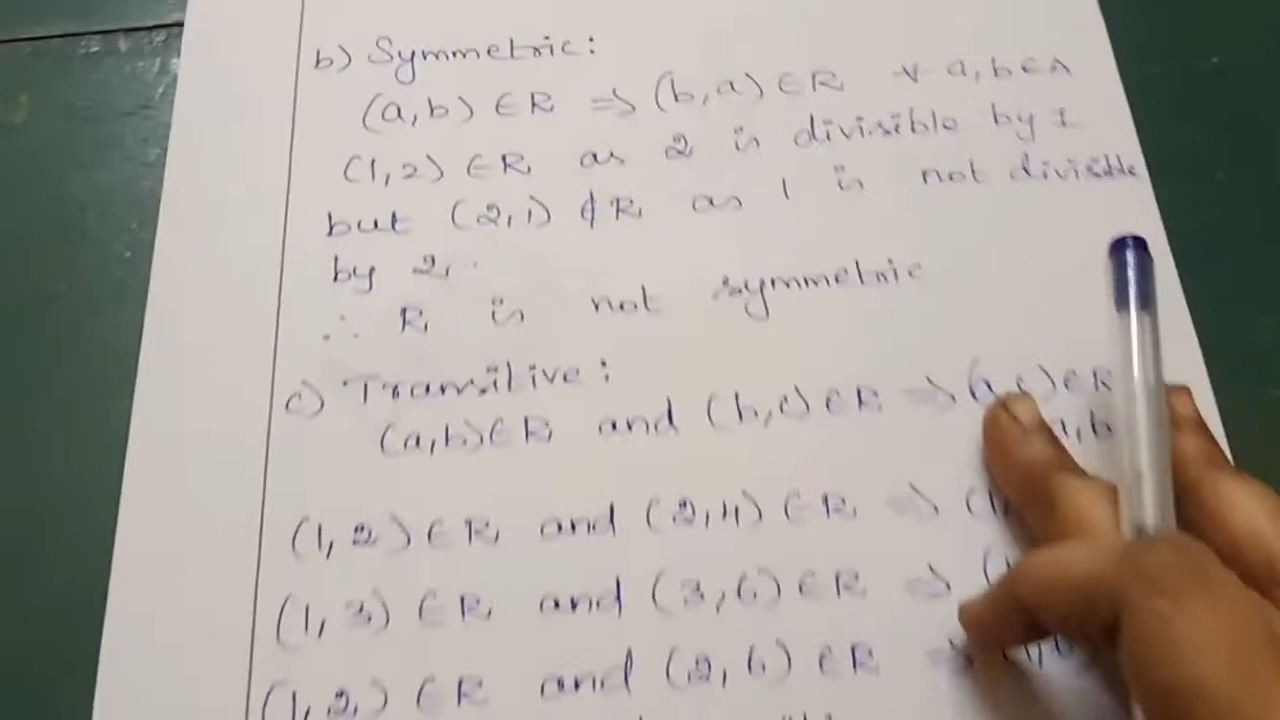 b) Symmetric:
(a,b) ∈ R ⇒ (b,a) ∈ R ∀ a,b ∈ A
(1,2) ∈ R as 2 is divisible by 1
but (2,1) ∉ R as 1 is not divisible
by 2.
∴ R is not symmetric
c) Transitive:
(a,b) ∈ R and (b,c) ∈ R ⇒ (a,c) ∈ R
a,b
(1,2) ∈ R and (2,4) ∈ R ⇒ (1,
(1,3) ∈ R and (3,6) ∈ R ⇒ (1
(1,2) ∈ R and (2,6) ∈ R ⇒